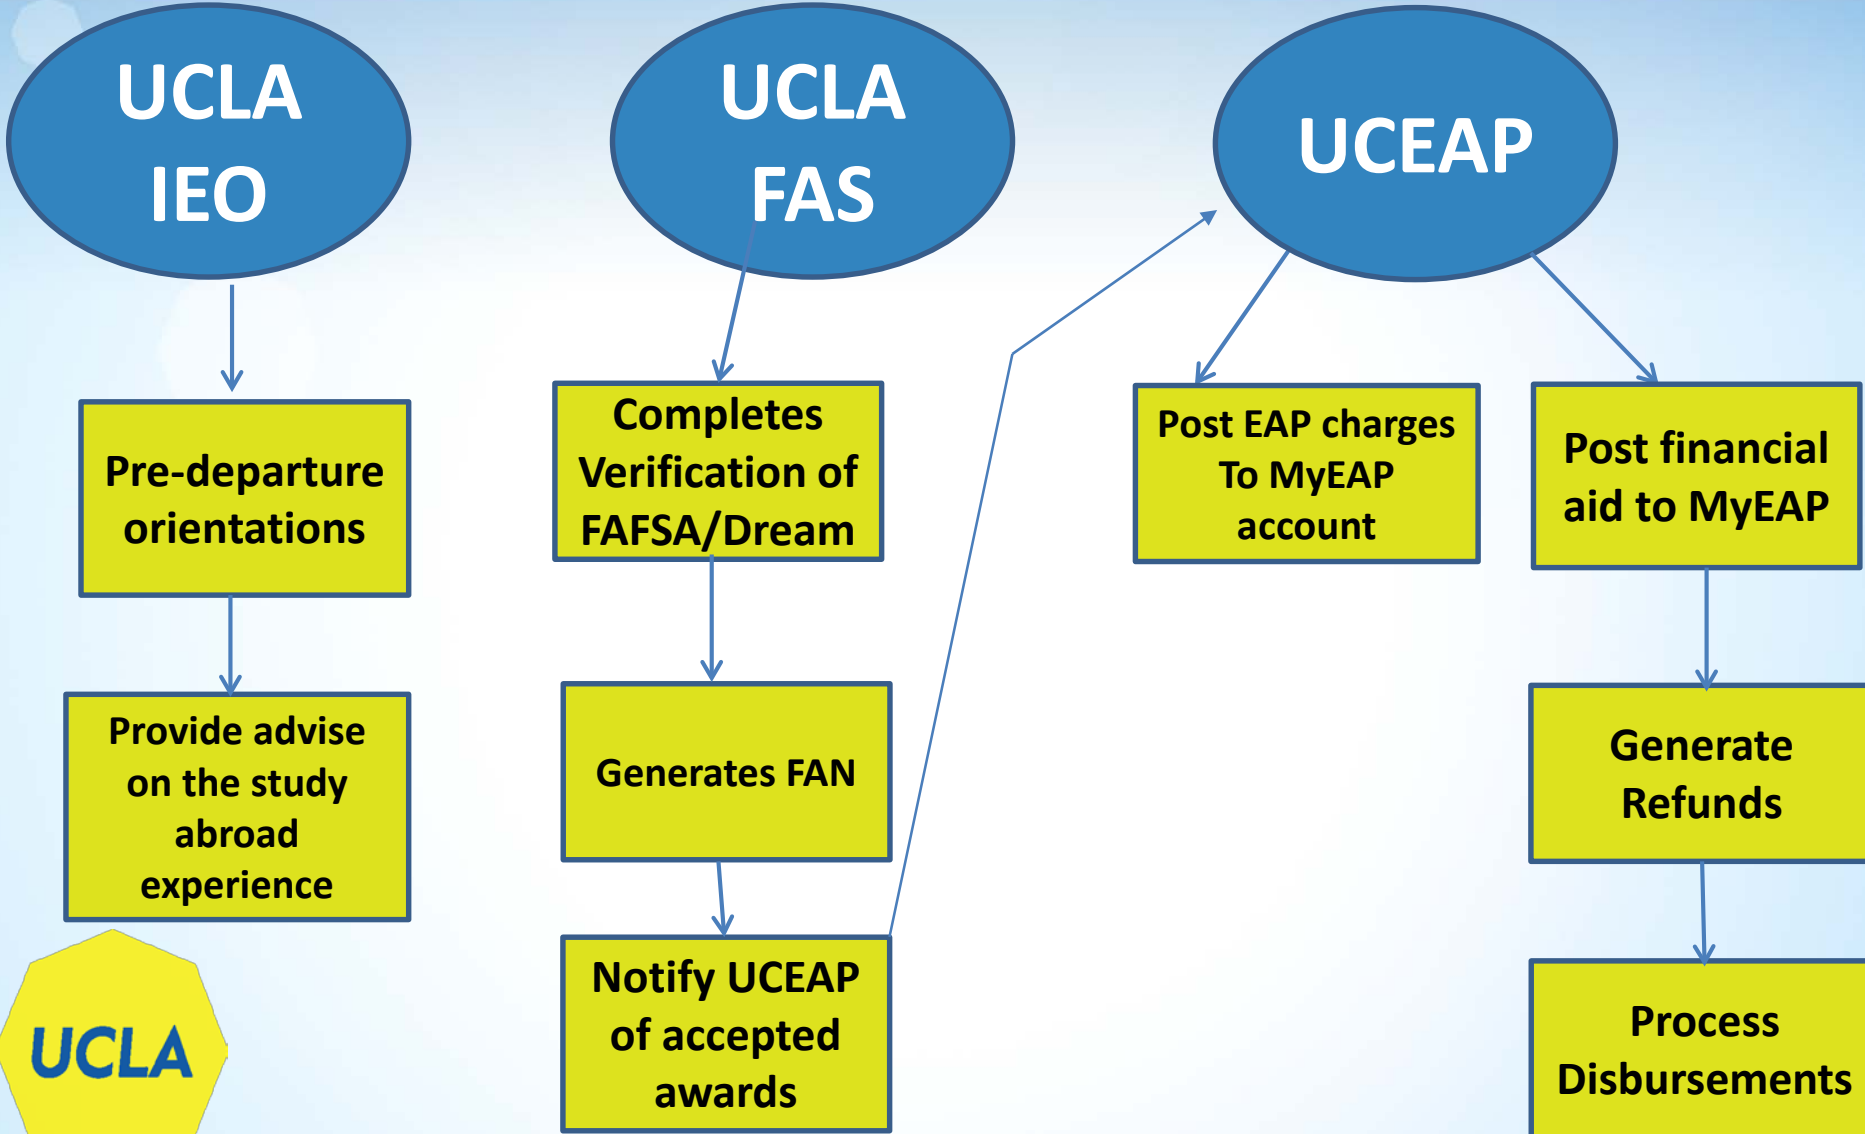 UCLA
IEO
UCLA
FAS
UCEAP
Pre-departure
orientations
Provide advise
on the study
abroad
experience
Completes
Verification of
FAFSA/Dream
Generates FAN
Notify UCEAP
of accepted
awards
Post EAP charges
To MyEAP
account
Post financial
aid to MyEAP
Generate
Refunds
Process
Disbursements
UCLA